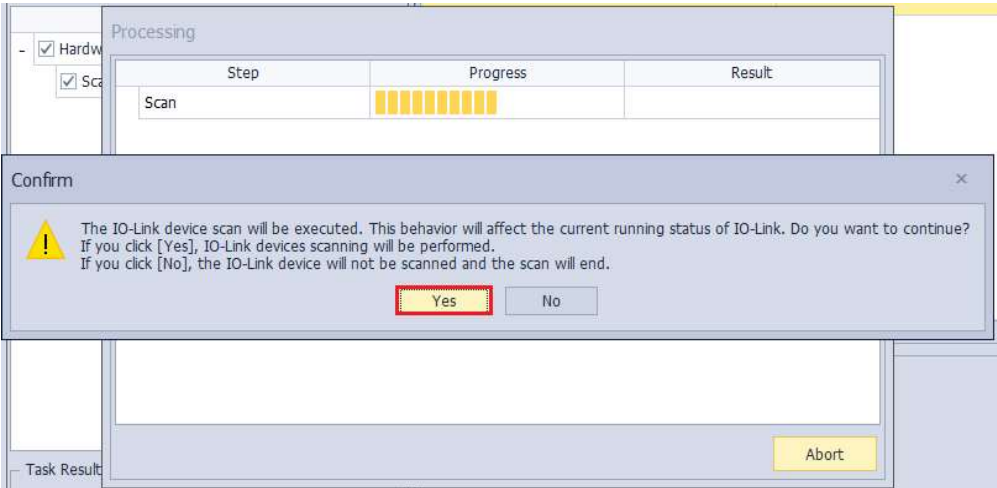 Processing
Hardw
Step Progress Result
Sca
Scan
Confirm
The IO-Link device scan will be executed. This behavior will affect the current running status of IO-Link. Do you want to continue?
If you click [Yes], IO-Link devices scanning will be performed.
If you click [No], the IO-Link device will not be scanned and the scan will end.
Yes No
Abort
Task Result